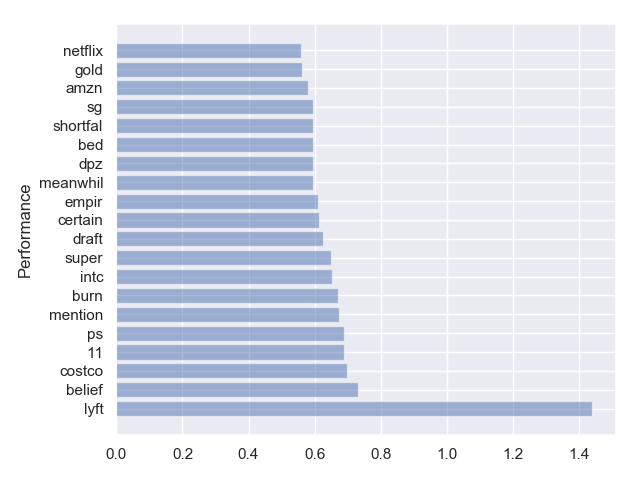 netflix
gold
amzn
sg
shortfal
bed
dpz
meanwhil
empir
certain
draft
super
intc
burn
mention
ps
11
costco
belief
lyft
Performance
0.0 0.2 0.4 0.6 0.8 1.0 1.2 1.4